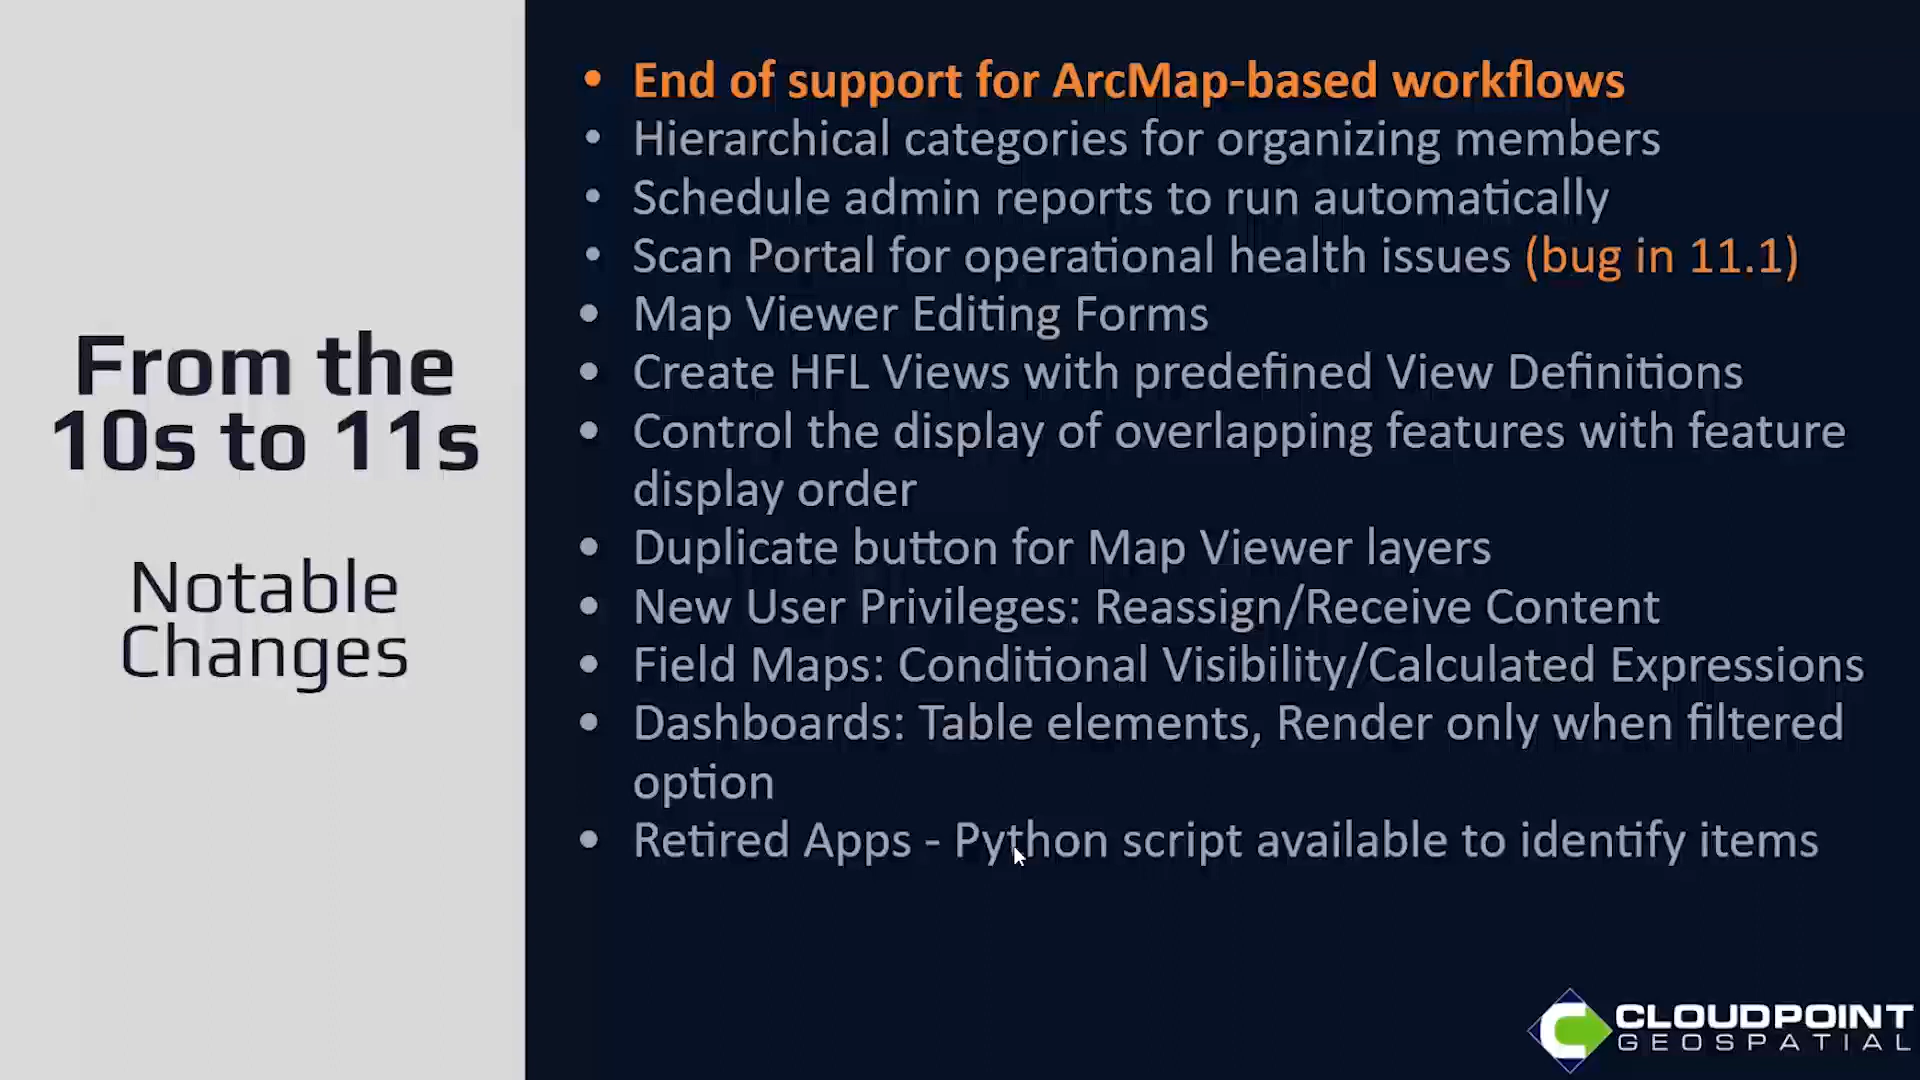 From the
10s to 11s
Notable
Changes
• End of support for ArcMap-based workflows
• Hierarchical categories for organizing members
• Schedule admin reports to run automatically
• Scan Portal for operational health issues (bug in 11.1)
• Map Viewer Editing Forms
• Create HFL Views with predefined View Definitions
• Control the display of overlapping features with feature
display order
• Duplicate button for Map Viewer layers
• New User Privileges: Reassign/Receive Content
• Field Maps: Conditional Visibility/Calculated Expressions
• Dashboards: Table elements, Render only when filtered
option
• Retired Apps - Python script available to identify items
CLOUDPOINT
GEOSPATIAL